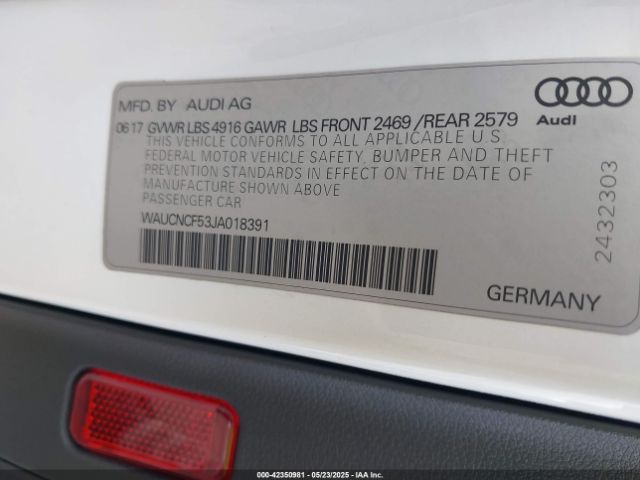 MFD. BY AUDI AG
Audi
06 17 GVWR LBS 4916 GAWR LBS FRONT 2469 /REAR 2579
THIS VEHICLE CONFORMS TO ALL APPLICABLE U.S.
FEDERAL MOTOR VEHICLE SAFETY, BUMPER AND THEFT
PREVENTION STANDARDS IN EFFECT ON THE DATE OF
MANUFACTURE SHOWN ABOVE
PASSENGER CAR
WAUCNCF53JA018391
2432303
GERMANY
000-42350981 - 05/23/2025 - IAAI.com